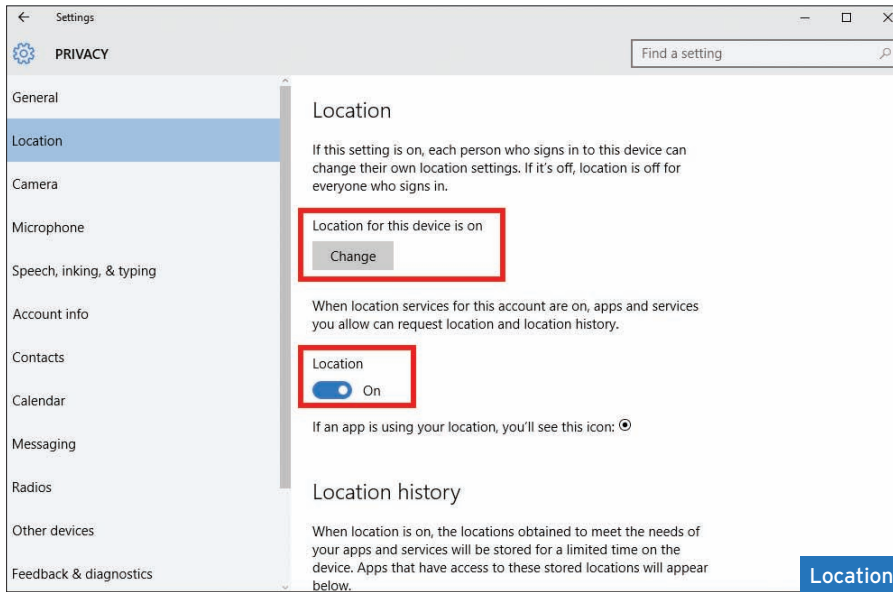 Settings
PRIVACY
Find a setting
General
Location
Camera
Microphone
Speech, inking, & typing
Account info
Contacts
Calendar
Messaging
Radios
Other devices
Feedback & diagnostics
Location
If this setting is on, each person who signs in to this device can
change their own location settings. If it's off, location is off for
everyone who signs in.
Location for this device is on
Change
When location services for this account are on, apps and services
you allow can request location and location history.
Location
On
If an app is using your location, you'll see this icon:
Location history
When location is on, the locations obtained to meet the needs of
your apps and services will be stored for a limited time on the
device. Apps that have access to these stored locations will appear
below.
Location